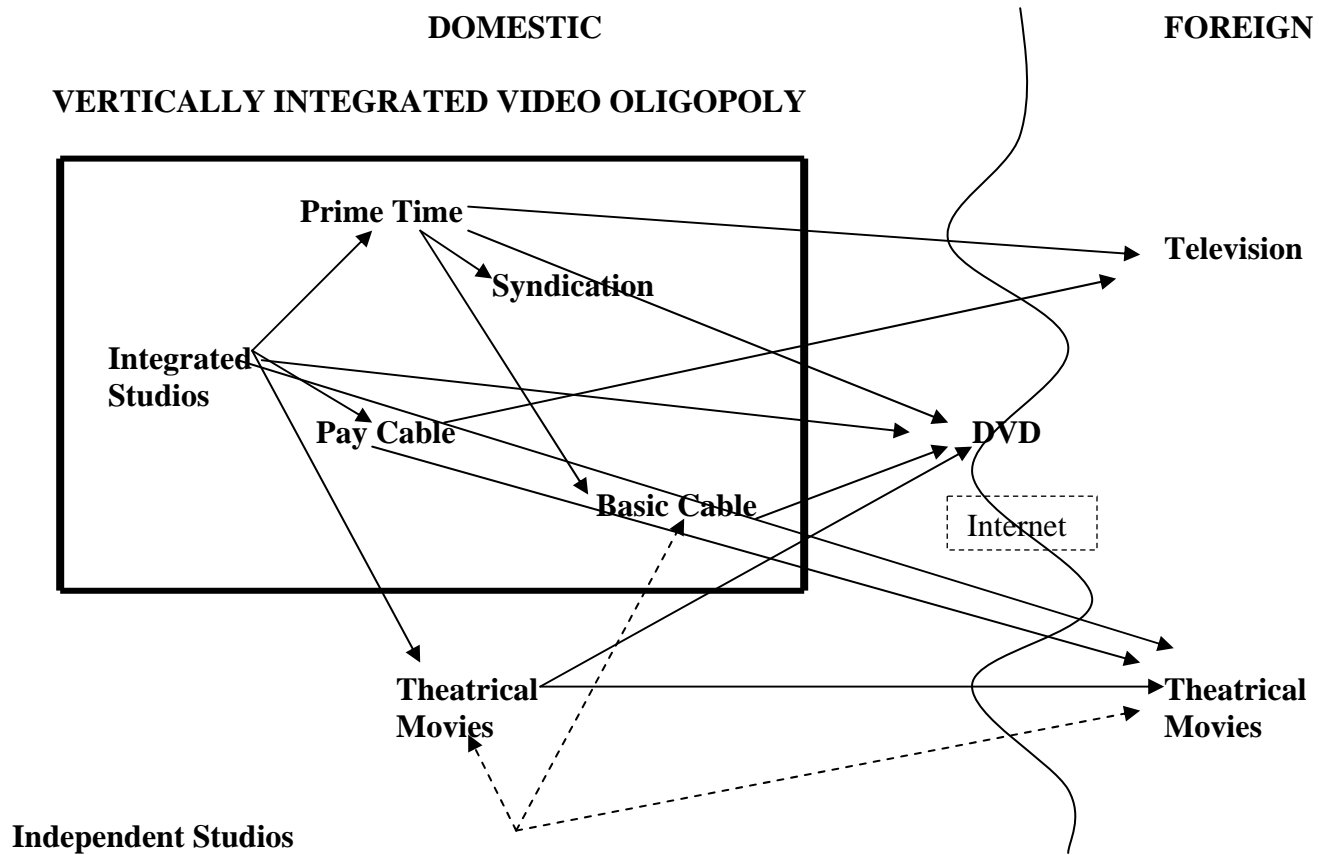 DOMESTIC
FOREIGN
VERTICALLY INTEGRATED VIDEO OLIGOPOLY
Prime Time
Television
Syndication
Integrated
Studios
Pay Cable
DVD
Basic Cable
Internet
Theatrical
Movies
Theatrical
Movies
Independent Studios